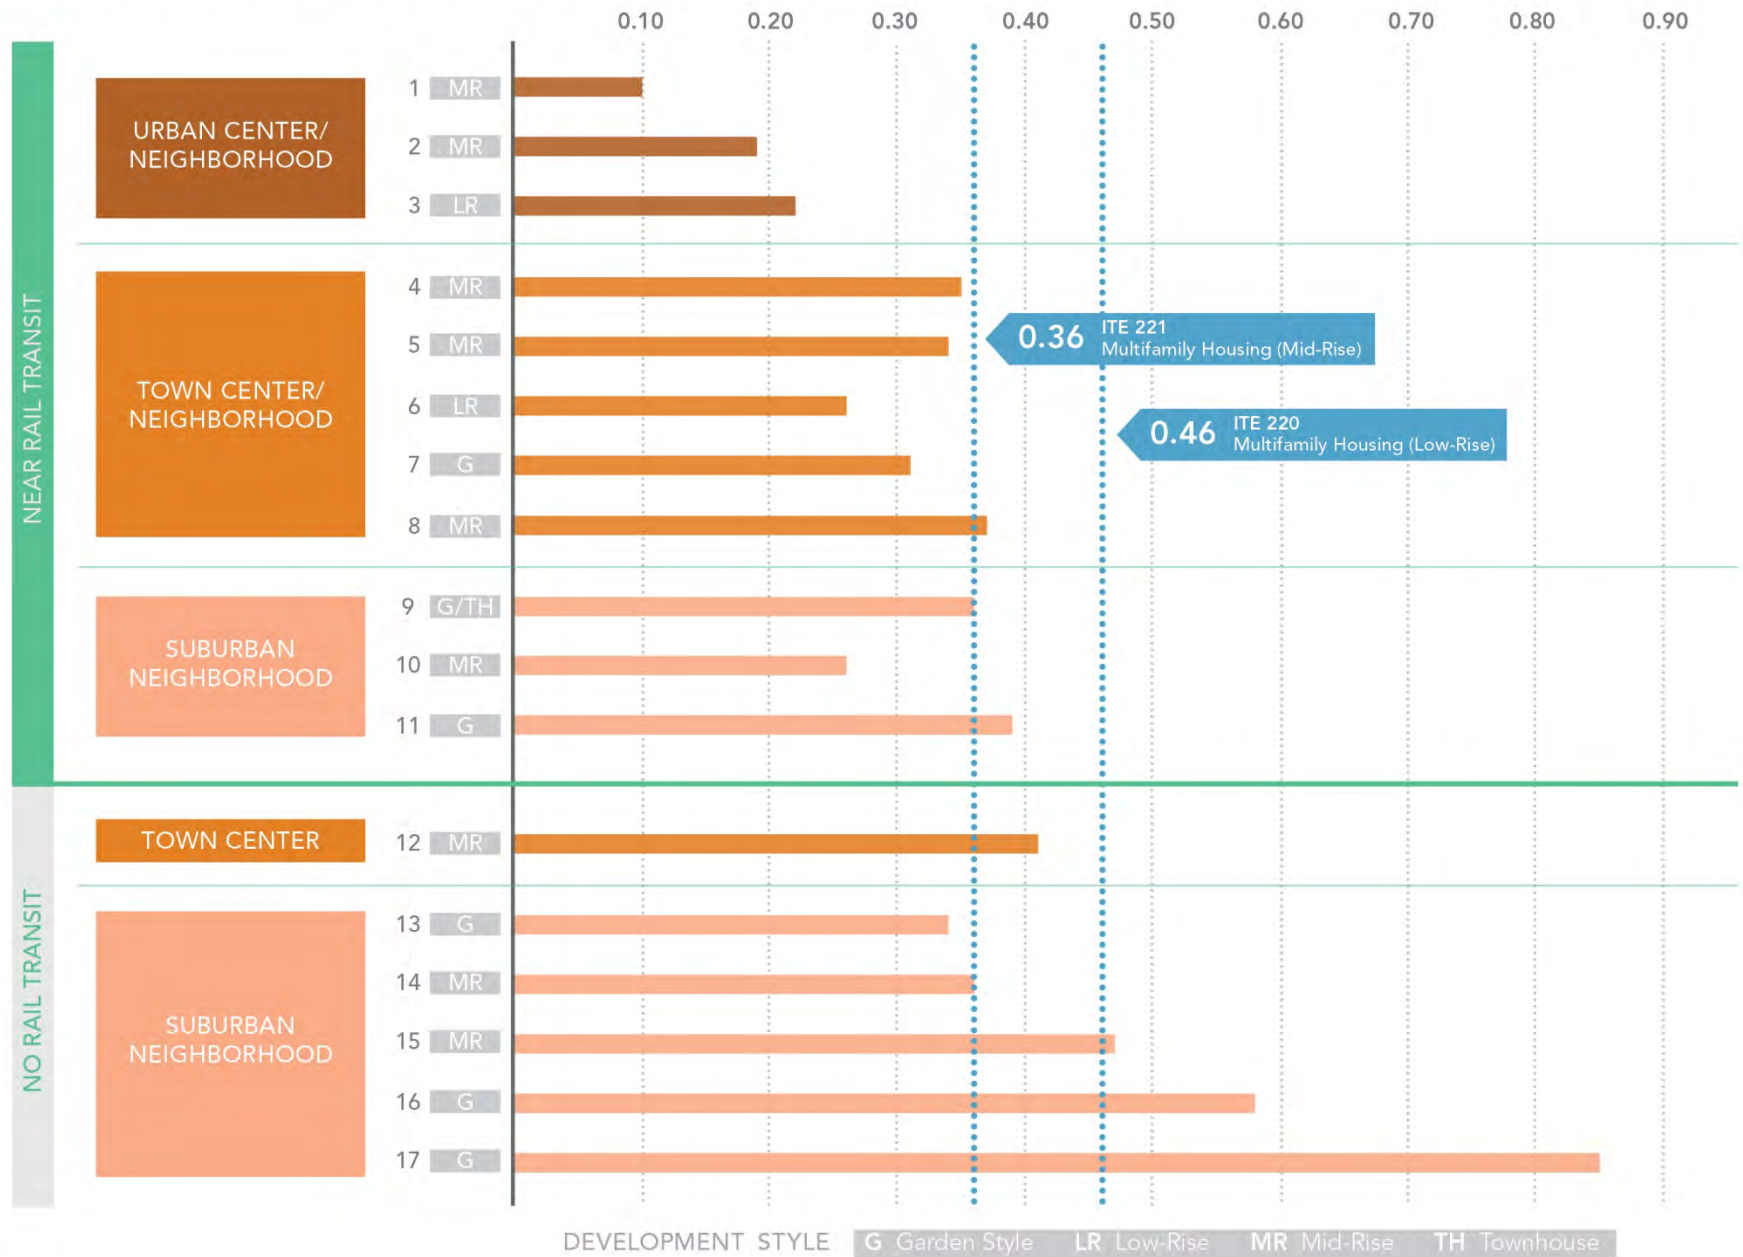 0.10 0.20 0.30 0.40 0.50 0.60 0.70 0.80 0.90
NEAR RAIL TRANSIT
URBAN CENTER/
NEIGHBORHOOD
1 MR
2 MR
3 LR
TOWN CENTER/
NEIGHBORHOOD
4 MR
5 MR
6 LR
7 G
8 MR
0.36 ITE 221
Multifamily Housing (Mid-Rise)
0.46 ITE 220
Multifamily Housing (Low-Rise)
SUBURBAN
NEIGHBORHOOD
9 G/TH
10 MR
11 G
NO RAIL TRANSIT
TOWN CENTER
12 MR
SUBURBAN
NEIGHBORHOOD
13 G
14 MR
15 MR
16 G
17 G
DEVELOPMENT STYLE G Garden Style LR Low-Rise MR Mid-Rise TH Townhouse